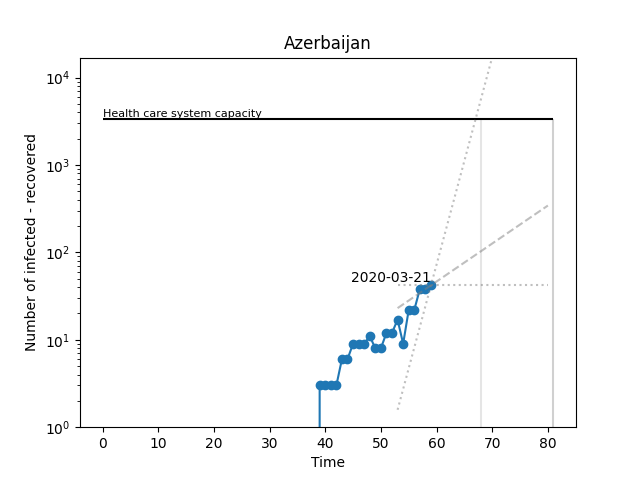 Azerbaijan
Number of infected - recovered
10⁴
10³
10²
10¹
10⁰
Health care system capacity
2020-03-21
0 10 20 30 40 50 60 70 80
Time